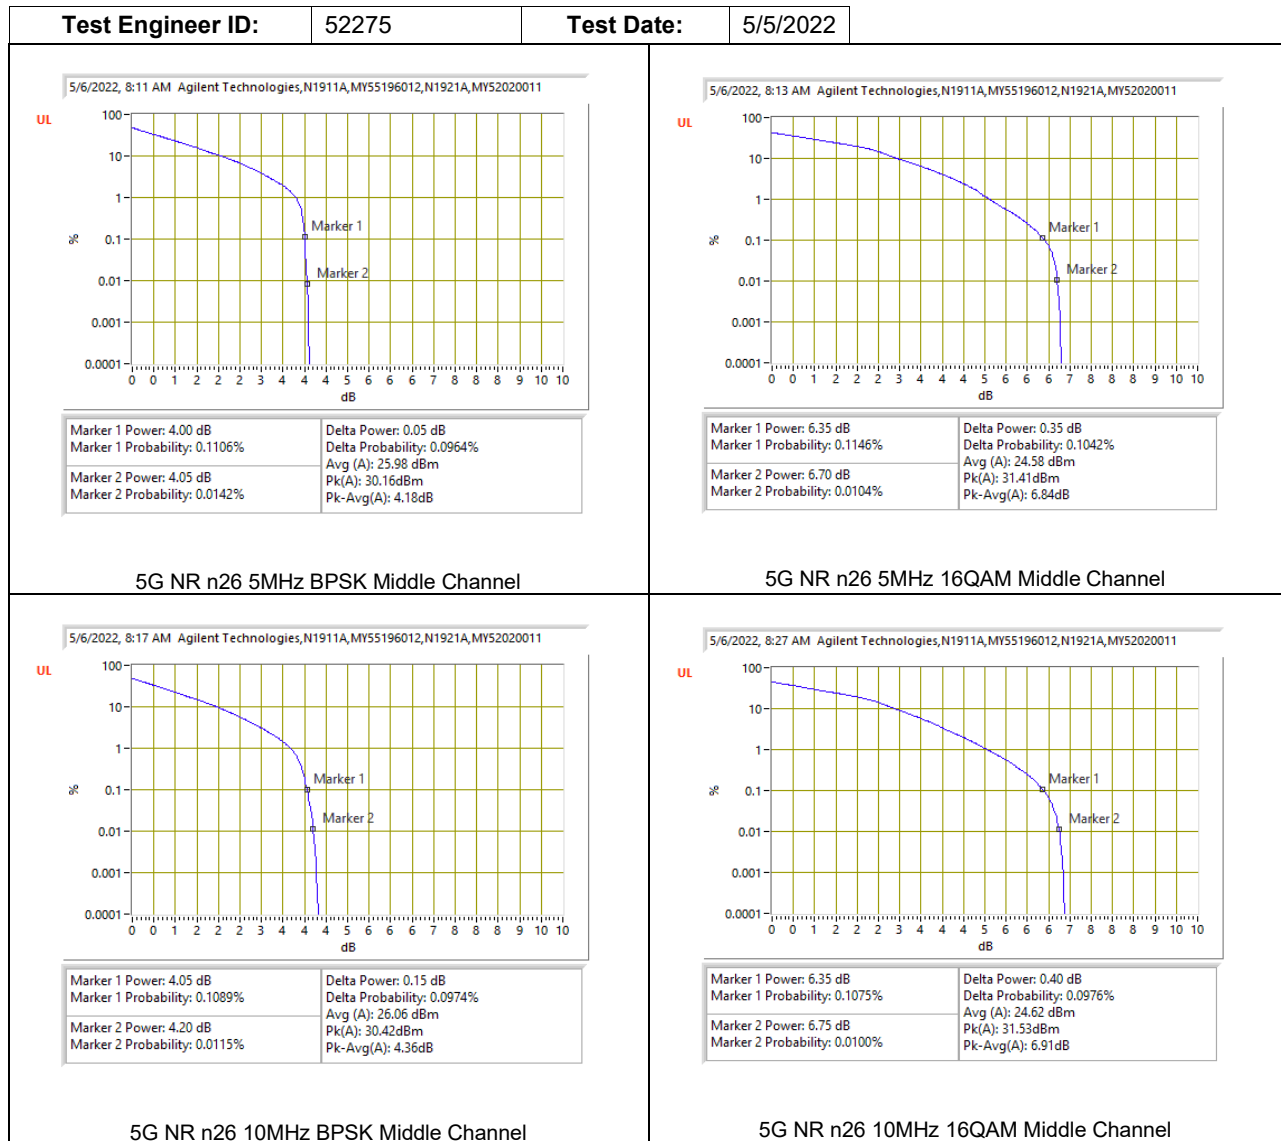 Test Engineer ID: 52275 Test Date: 5/5/2022
5/6/2022, 8:11 AM Agilent Technologies,N1911A,MY55196012,N1921A,MY52020011
UL
100
10
1
0.1
0.01
0.001
0.0001
%
Marker 1
Marker 2
0 0 1 2 2 3 3 4 4 4 5 5 6 6 7 8 8 9 10 10
dB
Marker 1 Power: 4.00 dB
Marker 1 Probability: 0.1106%
Marker 2 Power: 4.05 dB
Marker 2 Probability: 0.0142%
Delta Power: 0.05 dB
Delta Probability: 0.0964%
Avg (A): 25.98 dBm
Pk(A): 30.16dBm
Pk-Avg(A): 4.18dB
5G NR n26 5MHz BPSK Middle Channel
5/6/2022, 8:13 AM Agilent Technologies,N1911A,MY55196012,N1921A,MY52020011
UL
100
10
1
0.1
0.01
0.001
0.0001
%
Marker 1
Marker 2
0 0 1 2 2 2 3 4 4 4 5 5 6 6 7 8 8 8 9 10 10
dB
Marker 1 Power: 6.35 dB
Marker 1 Probability: 0.1146%
Marker 2 Power: 6.70 dB
Marker 2 Probability: 0.0104%
Delta Power: 0.35 dB
Delta Probability: 0.1042%
Avg (A): 24.58 dBm
Pk(A): 31.41dBm
Pk-Avg(A): 6.84dB
5G NR n26 5MHz 16QAM Middle Channel
5/6/2022, 8:17 AM Agilent Technologies,N1911A,MY55196012,N1921A,MY52020011
UL
100
10
1
0.1
0.01
0.001
0.0001
%
Marker 1
Marker 2
0 0 1 2 2 2 3 4 4 4 5 5 6 6 7 8 8 9 10 10
dB
Marker 1 Power: 4.05 dB
Marker 1 Probability: 0.1089%
Marker 2 Power: 4.20 dB
Marker 2 Probability: 0.0115%
Delta Power: 0.15 dB
Delta Probability: 0.0974%
Avg (A): 26.06 dBm
Pk(A): 30.42dBm
Pk-Avg(A): 4.36dB
5G NR n26 10MHz BPSK Middle Channel
5/6/2022, 8:27 AM Agilent Technologies,N1911A,MY55196012,N1921A,MY52020011
UL
100
10
1
0.1
0.01
0.001
0.0001
%
Marker 1
Marker 2
0 0 1 2 2 2 3 4 4 4 5 5 6 6 7 8 8 8 9 10 10
dB
Marker 1 Power: 6.35 dB
Marker 1 Probability: 0.1075%
Marker 2 Power: 6.75 dB
Marker 2 Probability: 0.0100%
Delta Power: 0.40 dB
Delta Probability: 0.0976%
Avg (A): 24.62 dBm
Pk(A): 31.53dBm
Pk-Avg(A): 6.91dB
5G NR n26 10MHz 16QAM Middle Channel